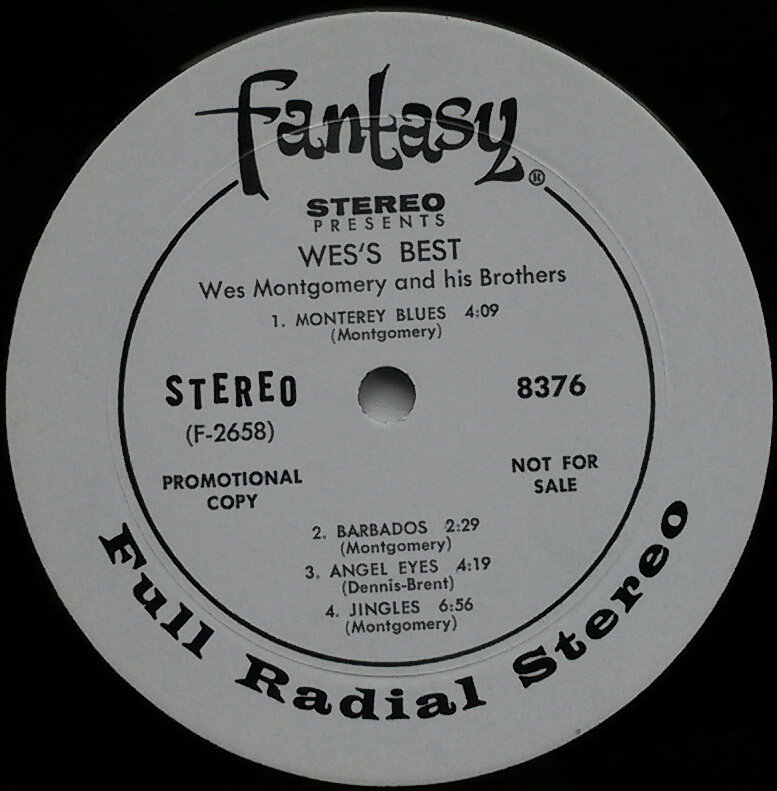 fantasy®
STEREO
PRESENTS
WES'S BEST
Wes Montgomery and his Brothers
1. MONTEREY BLUES 4:09
(Montgomery)
STEREO
(F-2658)
8376
PROMOTIONAL
COPY
NOT FOR
SALE
2. BARBADOS 2:29
(Montgomery)
3. ANGEL EYES 4:19
(Dennis-Brent)
4. JINGLES 6:56
(Montgomery)
Full Radial Stereo